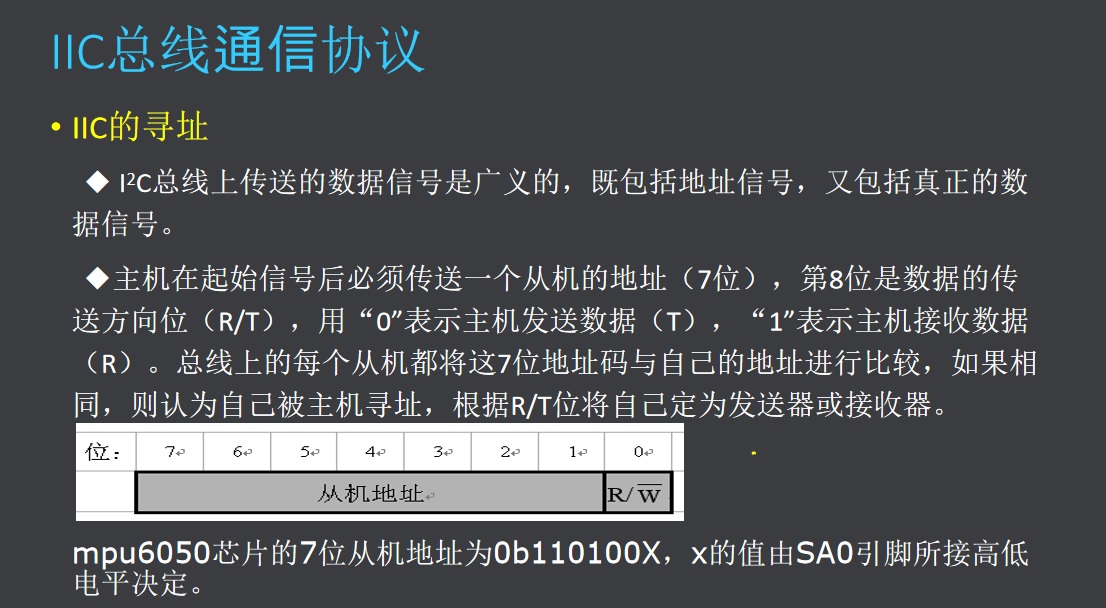 IIC总线通信协议
• IIC的寻址
◆ I²C总线上传送的数据信号是广义的，既包括地址信号，又包括真正的数
据信号。
◆主机在起始信号后必须传送一个从机的地址（7位），第8位是数据的传
送方向位（R/T），用“0”表示主机发送数据（T），“1”表示主机接收数据
（R）。总线上的每个从机都将这7位地址码与自己的地址进行比较，如果相
同，则认为自己被主机寻址，根据R/T位将自己定为发送器或接收器。
位： 7 6 5 4 3 2 1 0
从机地址 R/W̅
mpu6050芯片的7位从机地址为0b110100X，x的值由SA0引脚所接高低
电平决定。